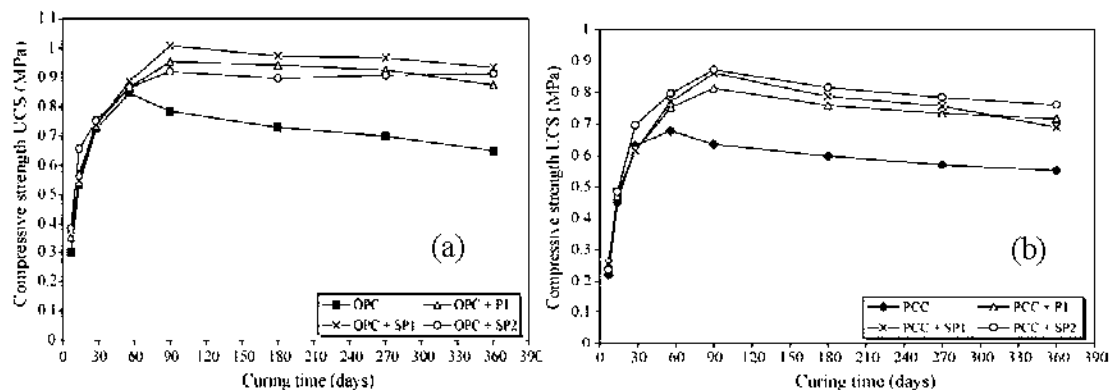 Compressive strength UCS (MPa)
1 1
1
0 9
0 8
0 7
0 6
0 5
0 4
0 3
0 2
0 1
0
(a)
OPC
OPC + P1
OPC + SP1
OPC + SP2
0 30 60 90 120 150 180 210 240 270 300 330 360 390
Curing time (days)
Compressive strength UCS (MPa)
1
0 9
0 8
0 7
0 6
0 5
0 4
0 3
0 2
0 1
0
(b)
PCC
PCC + P1
PCC + SP1
PCC + SP2
0 30 60 90 120 150 180 210 240 270 300 330 360 390
Curing time (days)